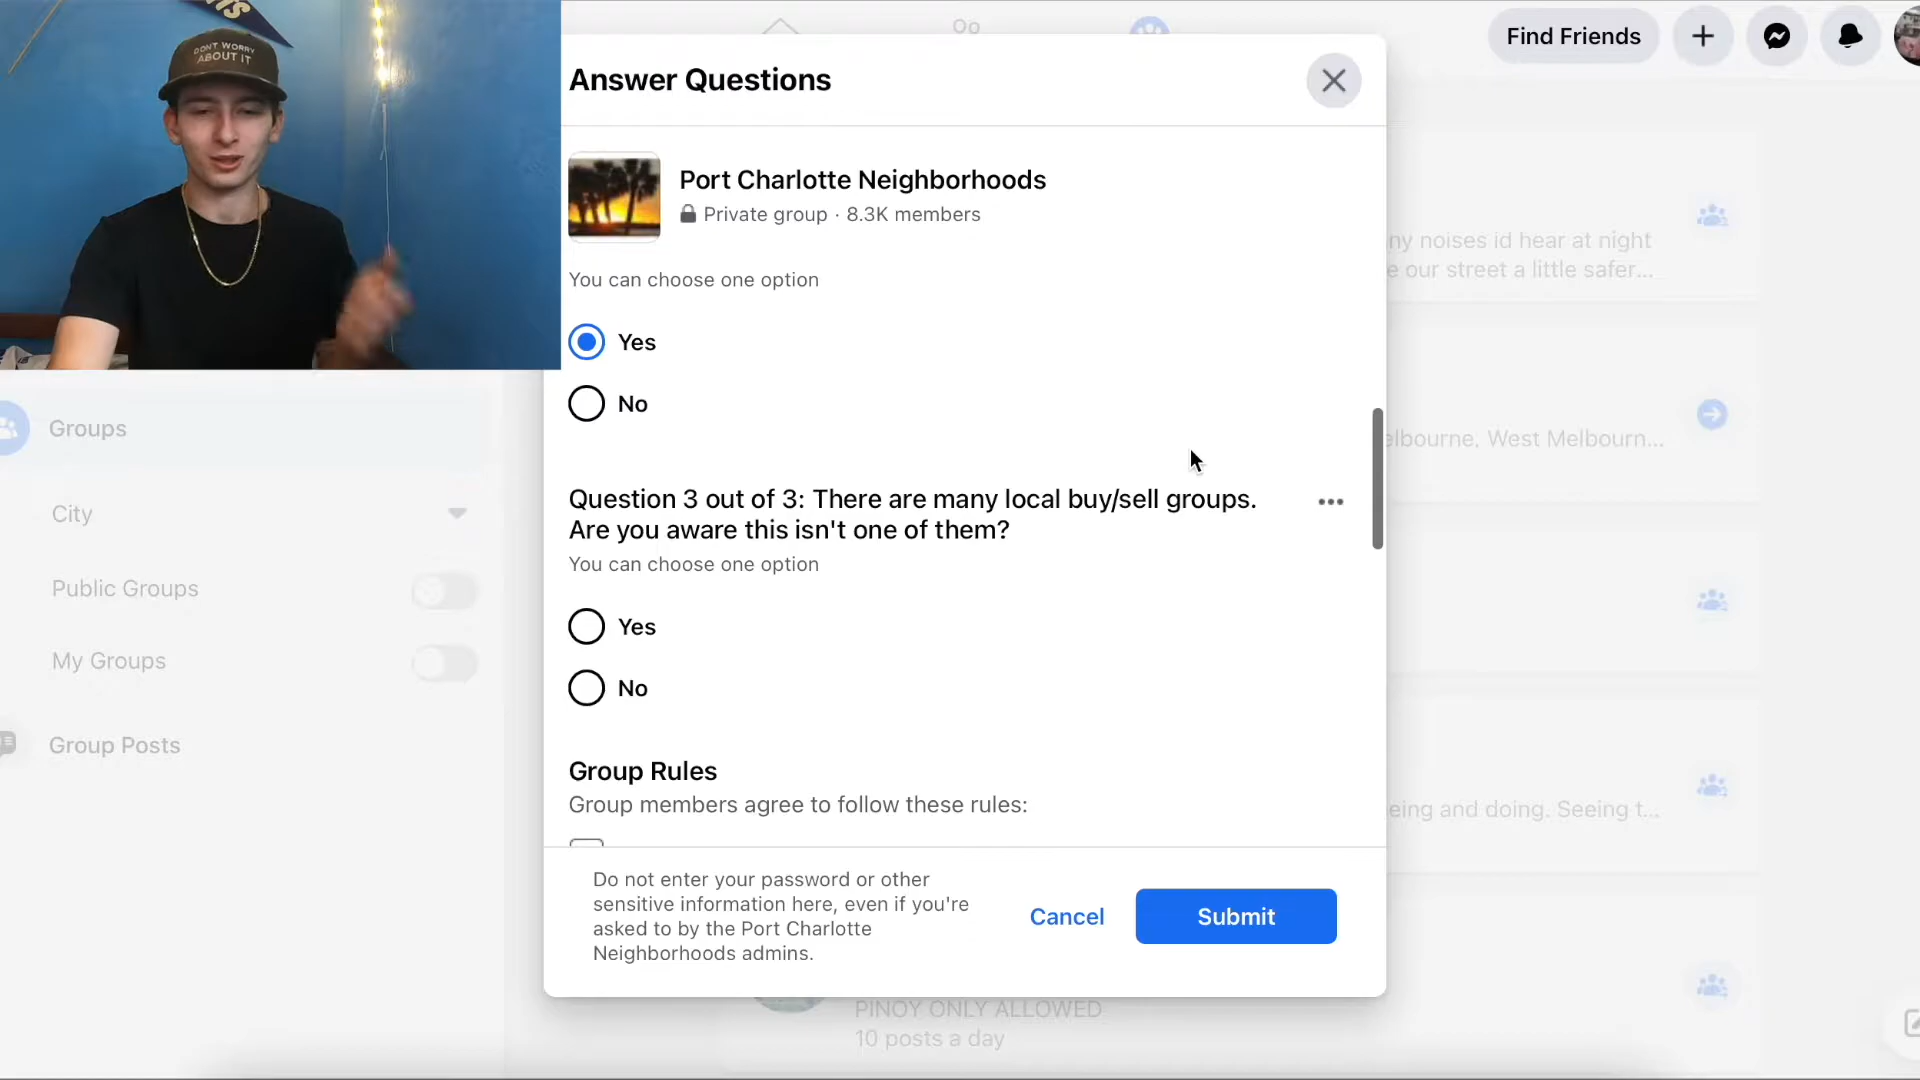 DON'T WORRY
ABOUT IT
Find Friends
Answer Questions
Port Charlotte Neighborhoods
Private group · 8.3K members
You can choose one option
Yes
No
Question 3 out of 3: There are many local buy/sell groups.
Are you aware this isn't one of them?
You can choose one option
Yes
No
Group Rules
Group members agree to follow these rules:
Do not enter your password or other
sensitive information here, even if you're
asked to by the Port Charlotte
Neighborhoods admins.
Cancel
Submit
Groups
City
Public Groups
My Groups
Group Posts
ny noises id hear at night
e our street a little safer...
elbourne, West Melbourn...
eing and doing. Seeing t...
PINOY ONLY ALLOWED
10 posts a day